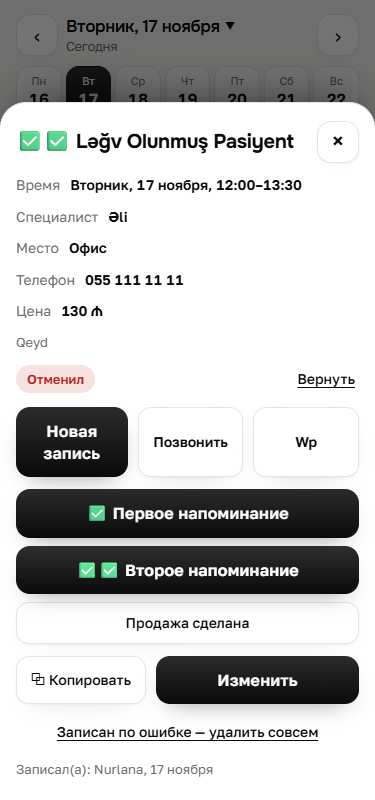 ‹
Вторник, 17 ноября ▼
Сегодня
›
Пн Вт Ср Чт Пт Сб Вс
16 17 18 19 20 21 22
✅ ✅ Ləğv Olunmuş Pasiyent
×
Время Вторник, 17 ноября, 12:00–13:30
Специалист Əli
Место Офис
Телефон 055 111 11 11
Цена 130 ₼
Qeyd
Отменил
Вернуть
Новая
запись
Позвонить
Wp
✅ Первое напоминание
✅ ✅ Второе напоминание
Продажа сделана
Копировать
Изменить
Записан по ошибке — удалить совсем
Записал(а): Nurlana, 17 ноября